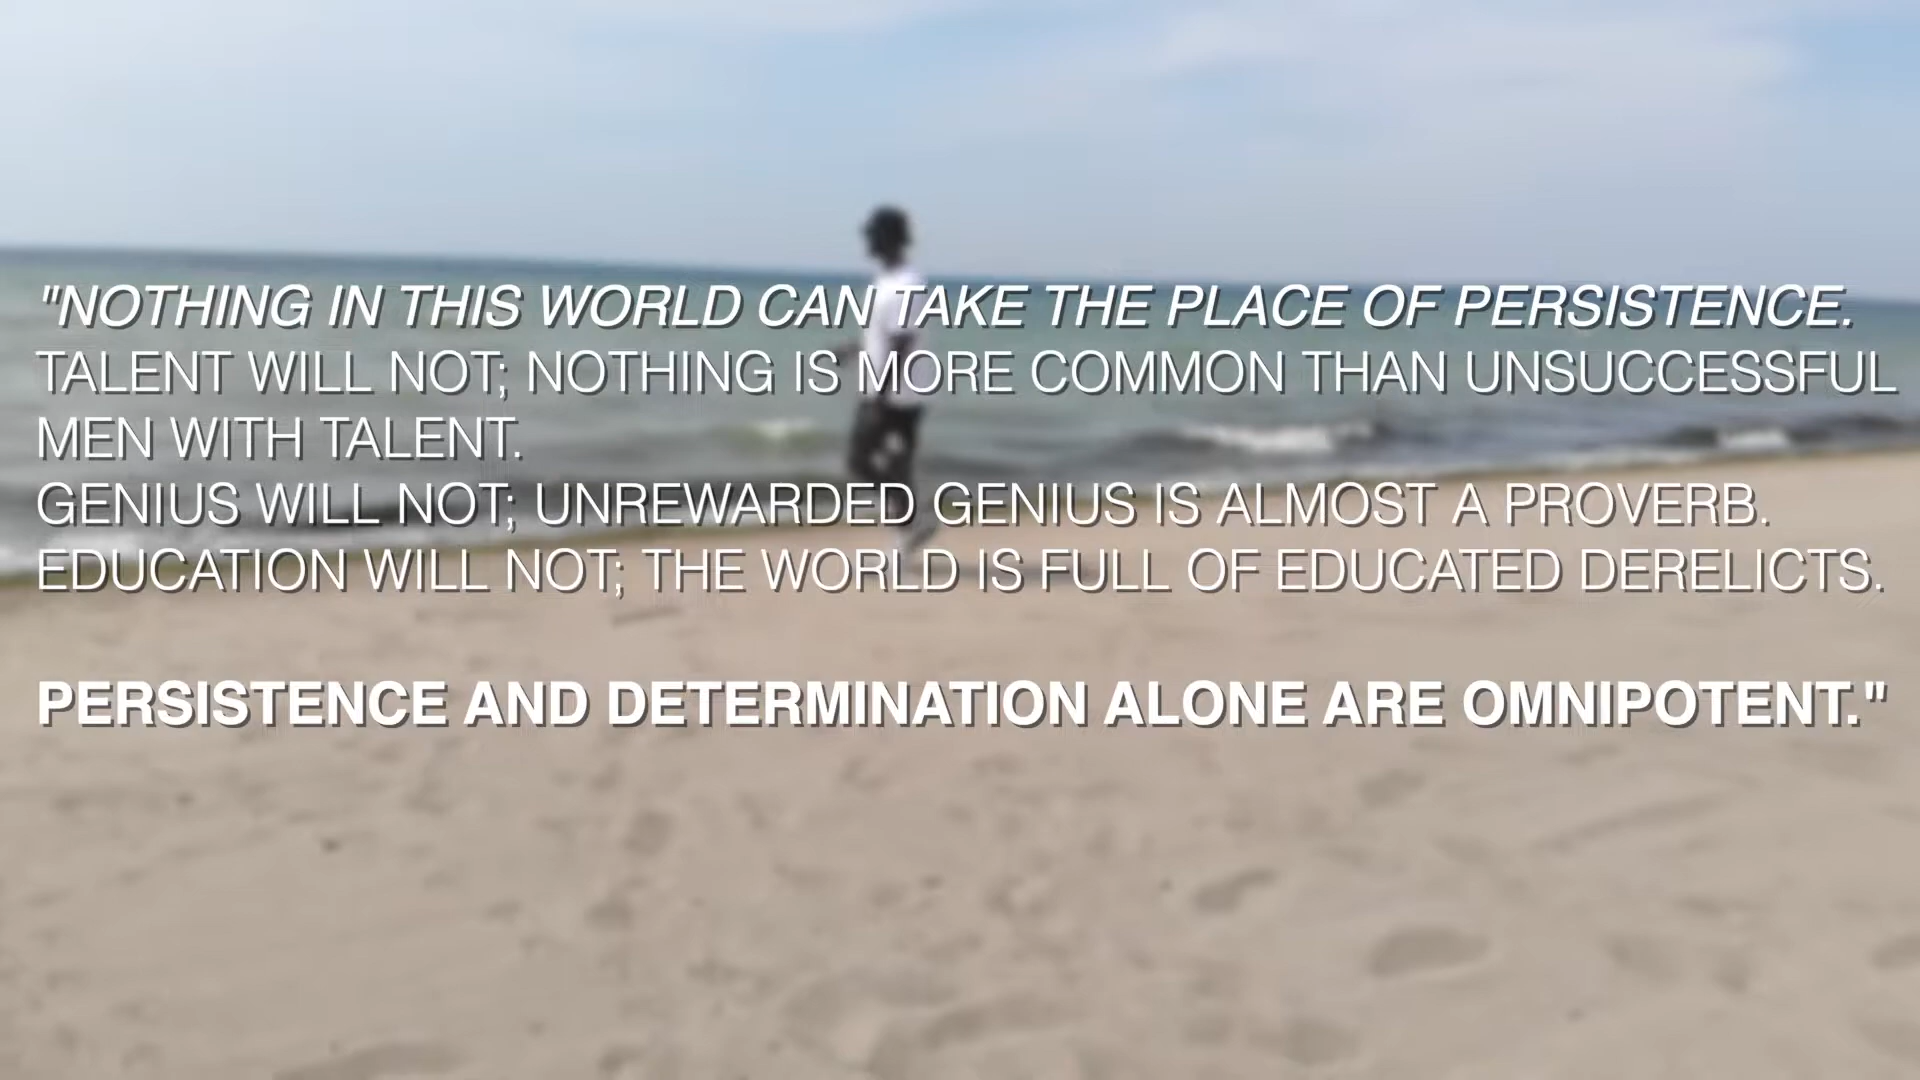 "NOTHING IN THIS WORLD CAN TAKE THE PLACE OF PERSISTENCE.
TALENT WILL NOT; NOTHING IS MORE COMMON THAN UNSUCCESSFUL
MEN WITH TALENT.
GENIUS WILL NOT; UNREWARDED GENIUS IS ALMOST A PROVERB.
EDUCATION WILL NOT; THE WORLD IS FULL OF EDUCATED DERELICTS.
PERSISTENCE AND DETERMINATION ALONE ARE OMNIPOTENT."